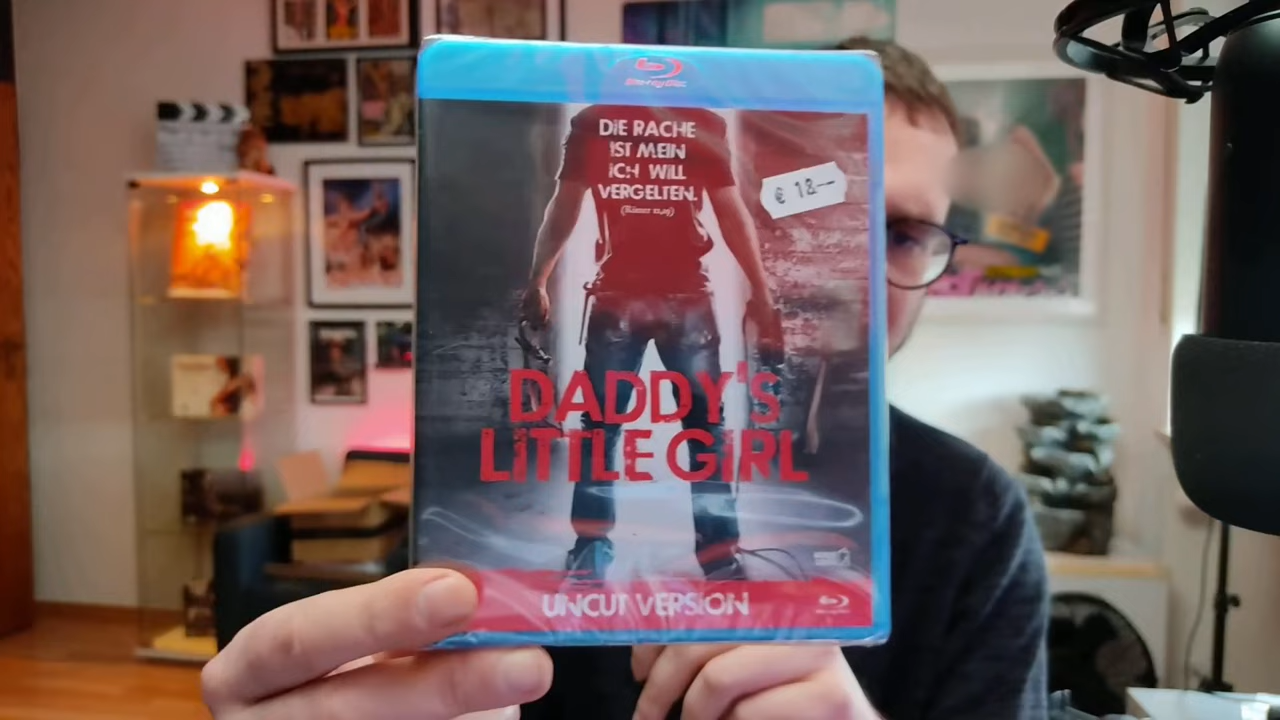 Blu-ray Disc
DIE RACHE
IST MEIN
ICH WILL
VERGELTEN.
€ 18—
DADDY'S
LITTLE GIRL
UNCUT VERSION